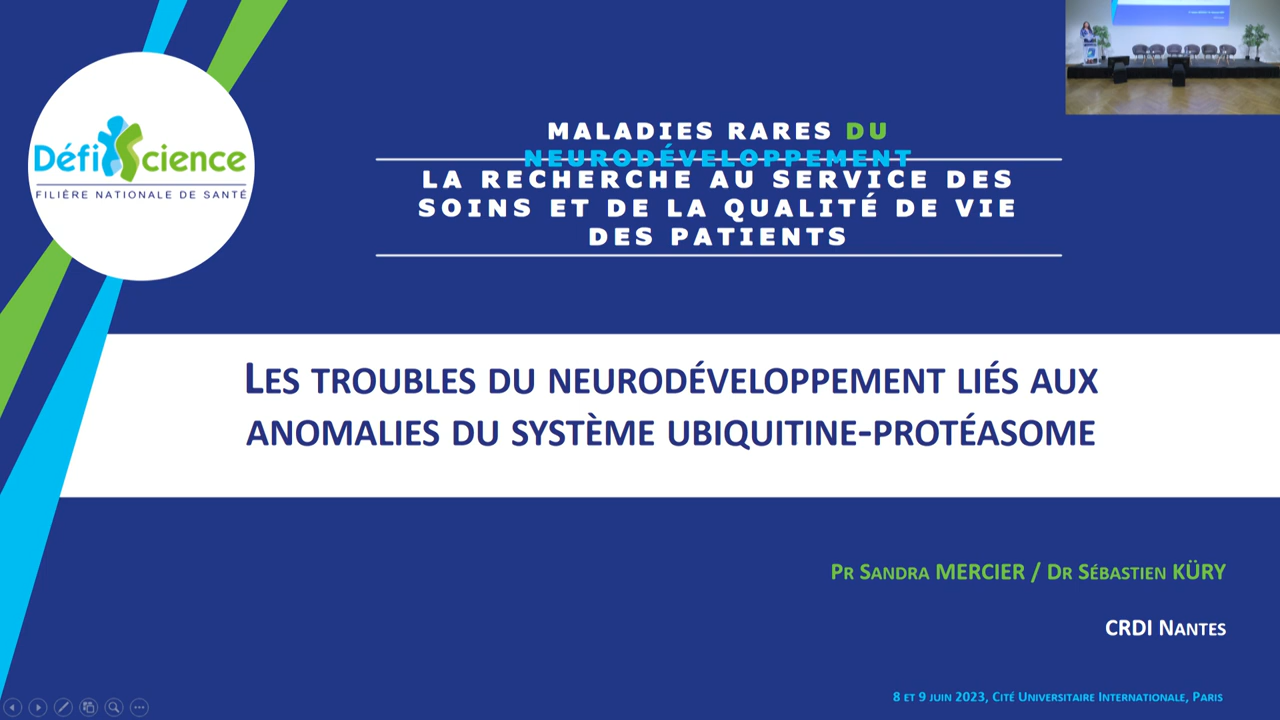 DéfiScience
FILIÈRE NATIONALE DE SANTÉ
MALADIES RARES DU
NEURODÉVELOPPEMENT
LA RECHERCHE AU SERVICE DES
SOINS ET DE LA QUALITÉ DE VIE
DES PATIENTS
LES TROUBLES DU NEURODÉVELOPPEMENT LIÉS AUX
ANOMALIES DU SYSTÈME UBIQUITINE-PROTÉASOME
PR SANDRA MERCIER / DR SÉBASTIEN KÜRY
CRDI NANTES
8 ET 9 JUIN 2023, CITÉ UNIVERSITAIRE INTERNATIONALE, PARIS